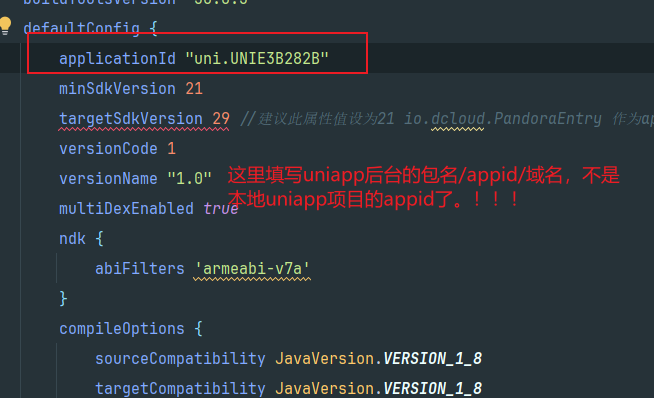 buildToolsVersion '30.0.3'
defaultConfig {
applicationId "uni.UNIE3B282B"
minSdkVersion 21
targetSdkVersion 29 //建议此属性值设为21 io.dcloud.PandoraEntry 作为ap
versionCode 1
versionName "1.0"
这里填写uniapp后台的包名/appid/域名，不是
本地uniapp项目的appid了。！！！
multiDexEnabled true
ndk {
abiFilters 'armeabi-v7a'
}
compileOptions {
sourceCompatibility JavaVersion.VERSION_1_8
targetCompatibility JavaVersion.VERSION_1_8